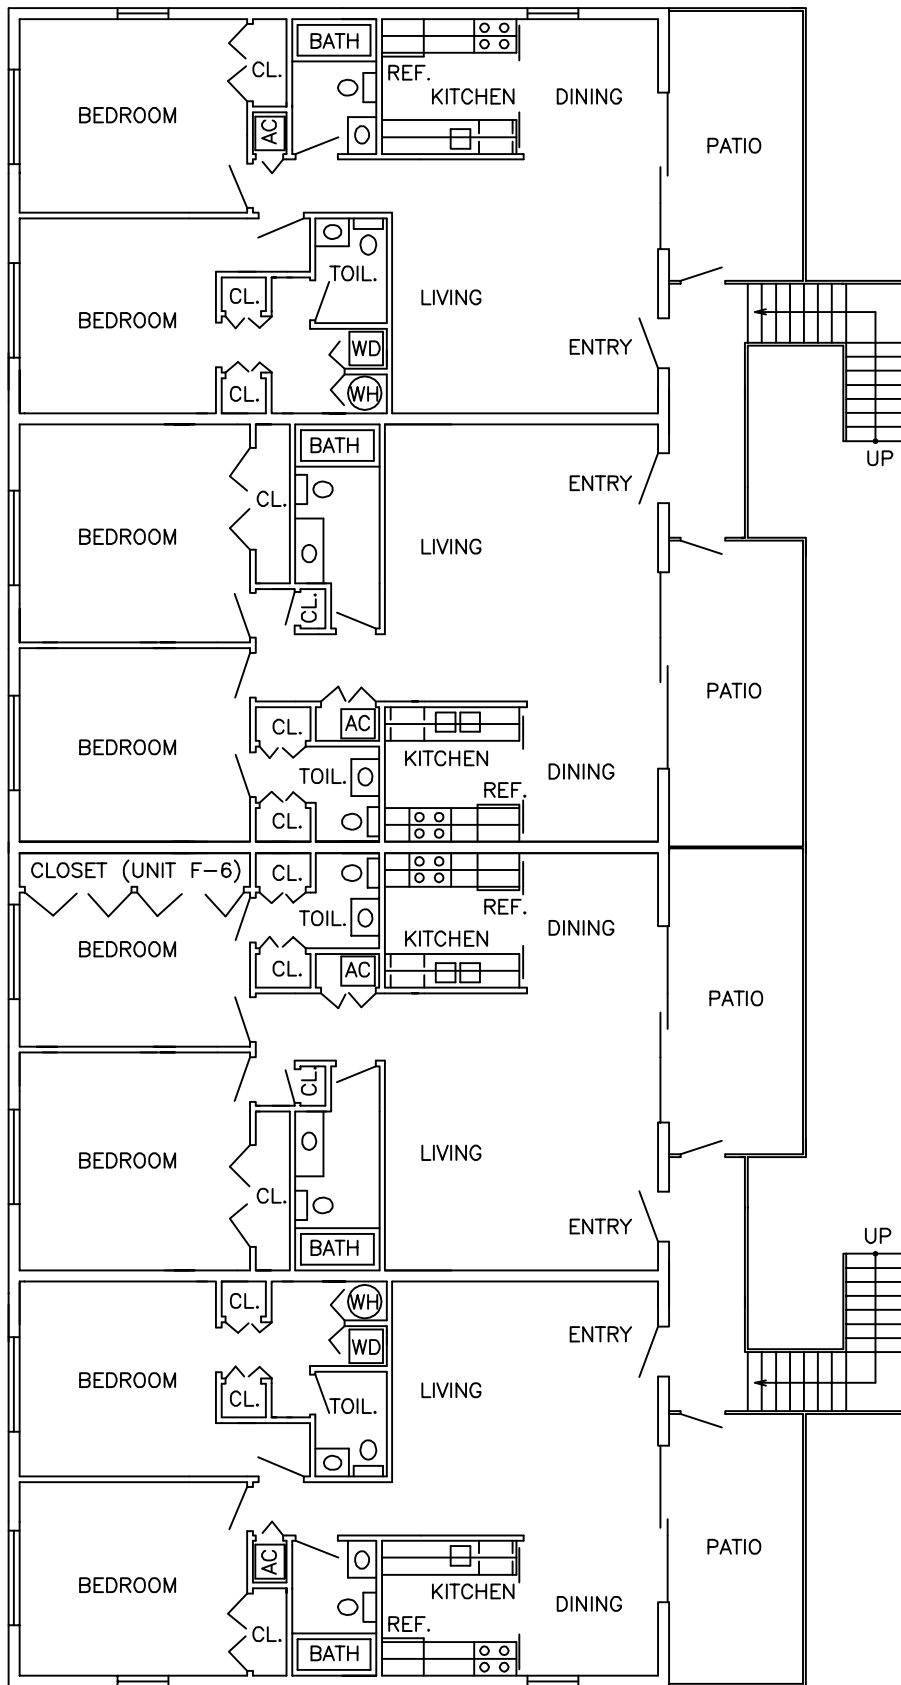 BATH
CL.
REF.
KITCHEN
DINING
BEDROOM
AC
PATIO
TOIL.
CL.
LIVING
BEDROOM
ENTRY
WD
CL.
WH
BATH
UP
ENTRY
CL.
BEDROOM
LIVING
CL.
PATIO
CL.
AC
BEDROOM
KITCHEN
DINING
TOIL.
REF.
CL.
CLOSET (UNIT F-6)
CL.
REF.
TOIL.
DINING
BEDROOM
KITCHEN
CL.
AC
PATIO
CL.
BEDROOM
LIVING
CL.
ENTRY
UP
BATH
CL.
WH
ENTRY
WD
BEDROOM
LIVING
CL.
TOIL.
PATIO
AC
BEDROOM
KITCHEN
DINING
REF.
CL.
BATH